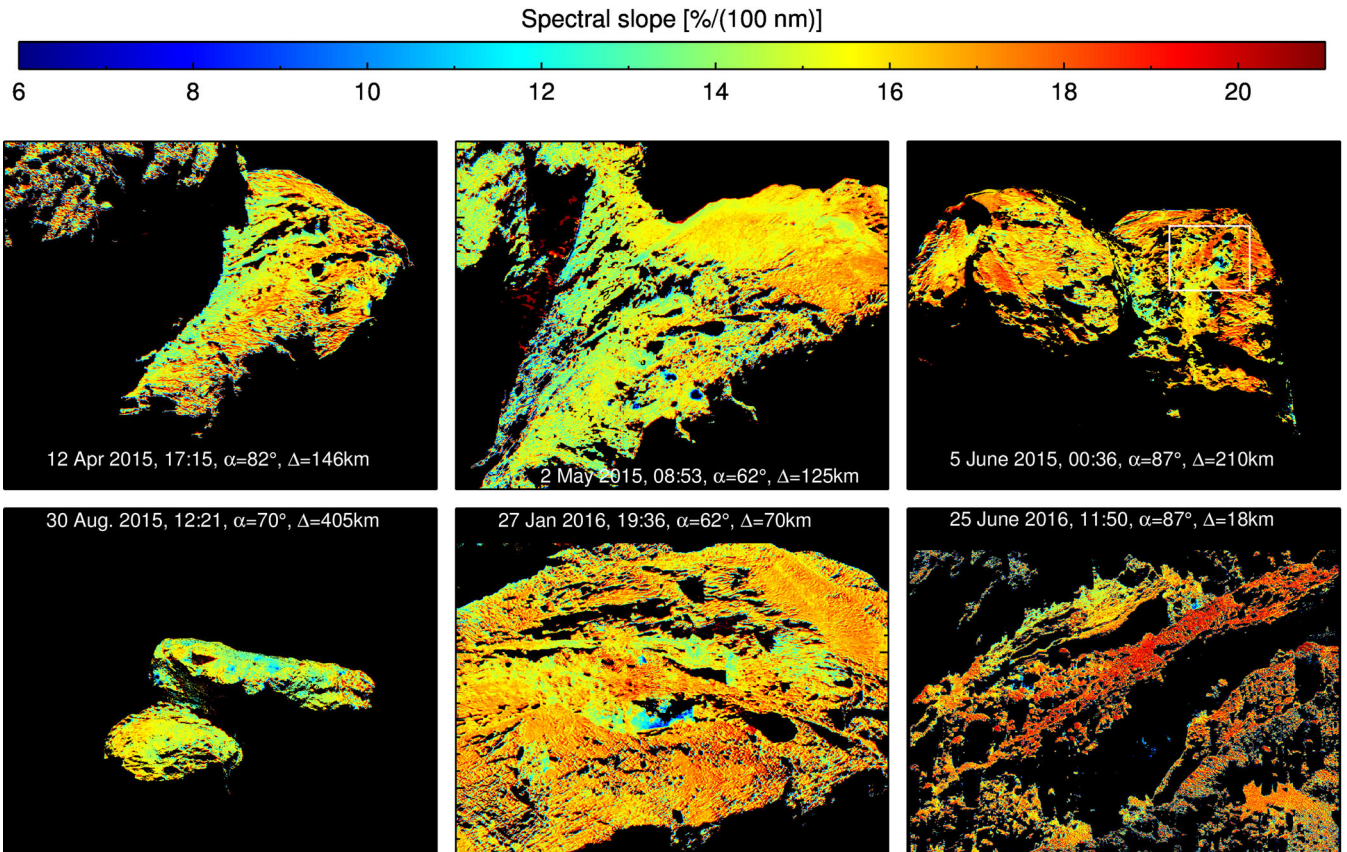 Spectral slope [%/(100 nm)]
6 8 10 12 14 16 18 20
12 Apr 2015, 17:15, α=82°, Δ=146km
2 May 2015, 08:53, α=62°, Δ=125km
5 June 2015, 00:36, α=87°, Δ=210km
30 Aug. 2015, 12:21, α=70°, Δ=405km
27 Jan 2016, 19:36, α=62°, Δ=70km
25 June 2016, 11:50, α=87°, Δ=18km